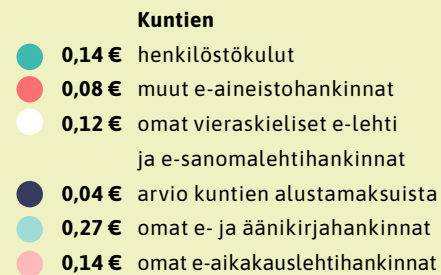 Kuntien
0,14 € henkilöstökulut
0,08 € muut e-aineistohankinnat
0,12 € omat vieraskieliset e-lehti
ja e-sanomalehtihankinnat
0,04 € arvio kuntien alustamaksuista
0,27 € omat e- ja äänikirjahankinnat
0,14 € omat e-aikakauslehtihankinnat